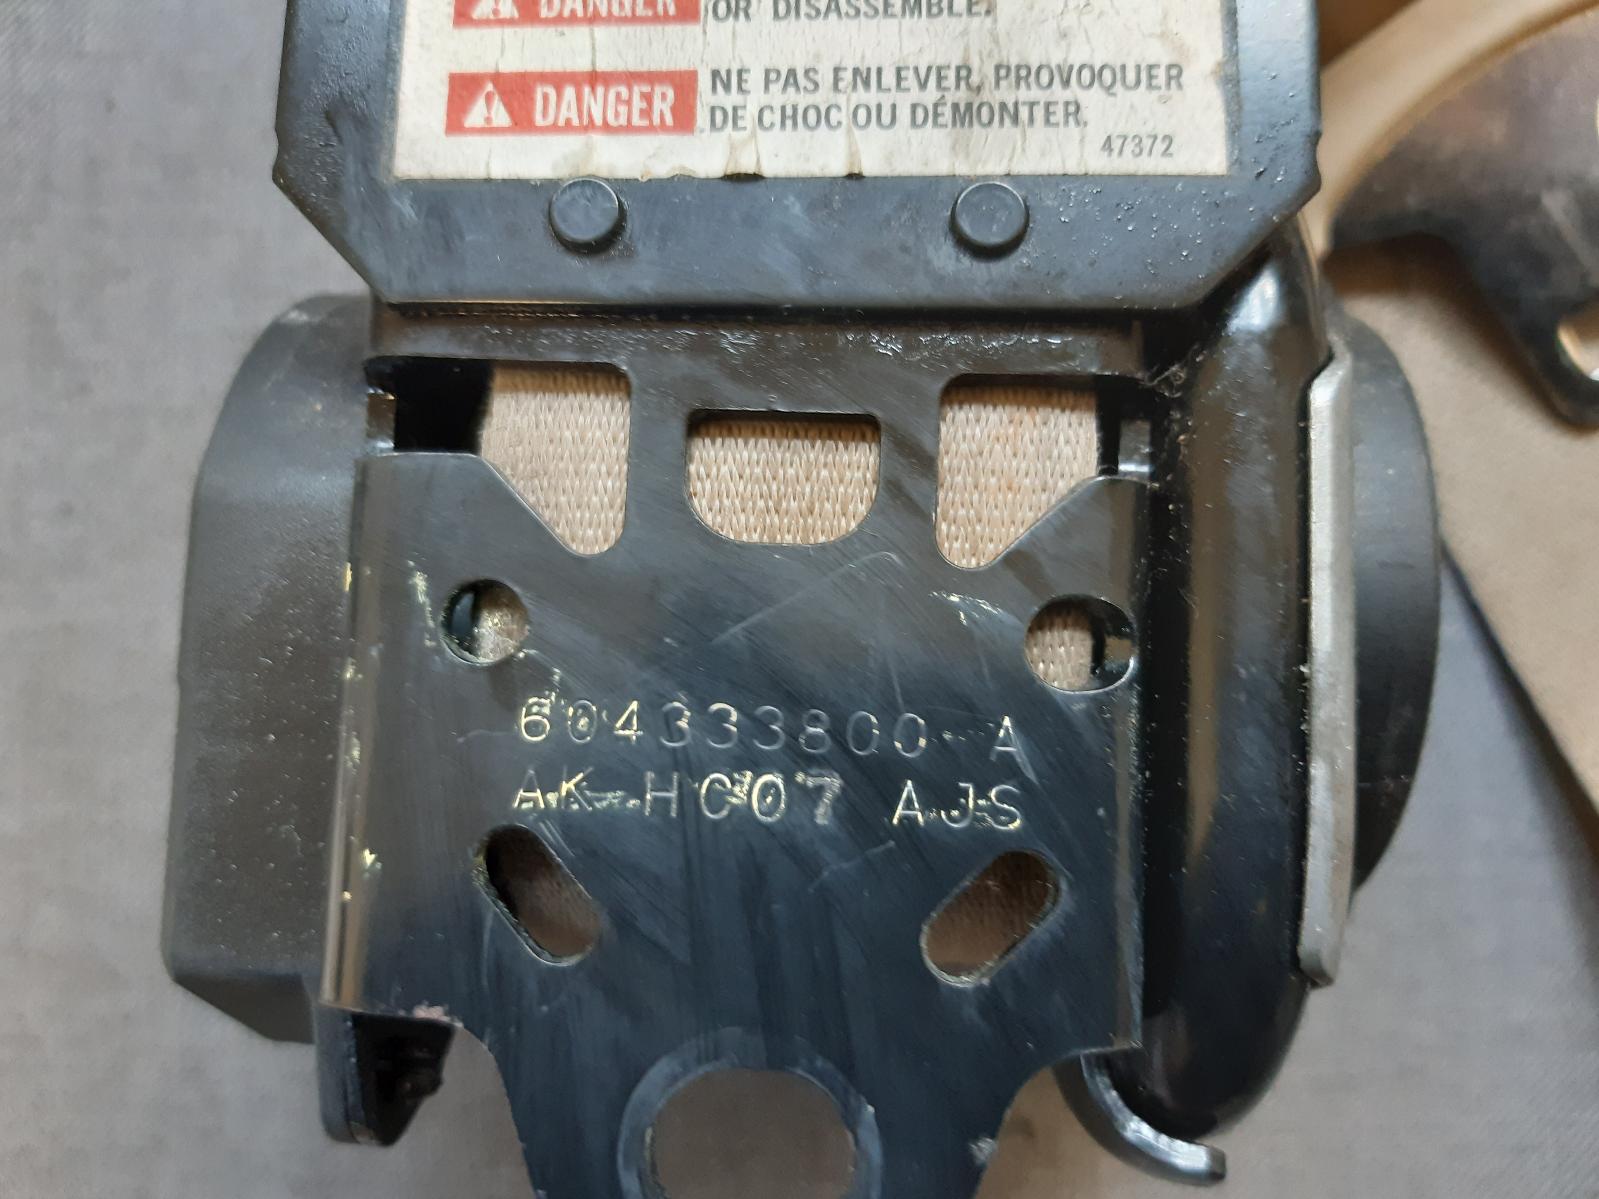 DANGER OR DISASSEMBLE.
DANGER NE PAS ENLEVER, PROVOQUER
DE CHOC OU DÉMONTER.
47372
604333800-A
AK-HC07 AJS